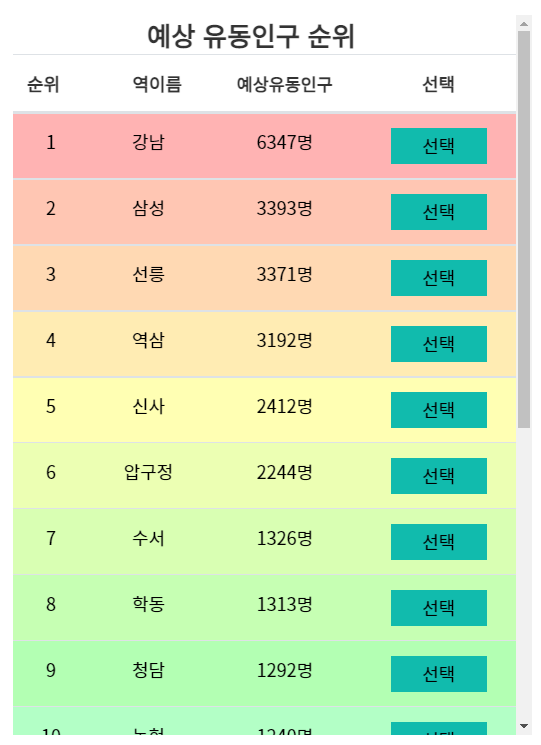 예상 유동인구 순위
순위 역이름 예상유동인구 선택
1 강남 6347명 선택
2 삼성 3393명 선택
3 선릉 3371명 선택
4 역삼 3192명 선택
5 신사 2412명 선택
6 압구정 2244명 선택
7 수서 1326명 선택
8 학동 1313명 선택
9 청담 1292명 선택